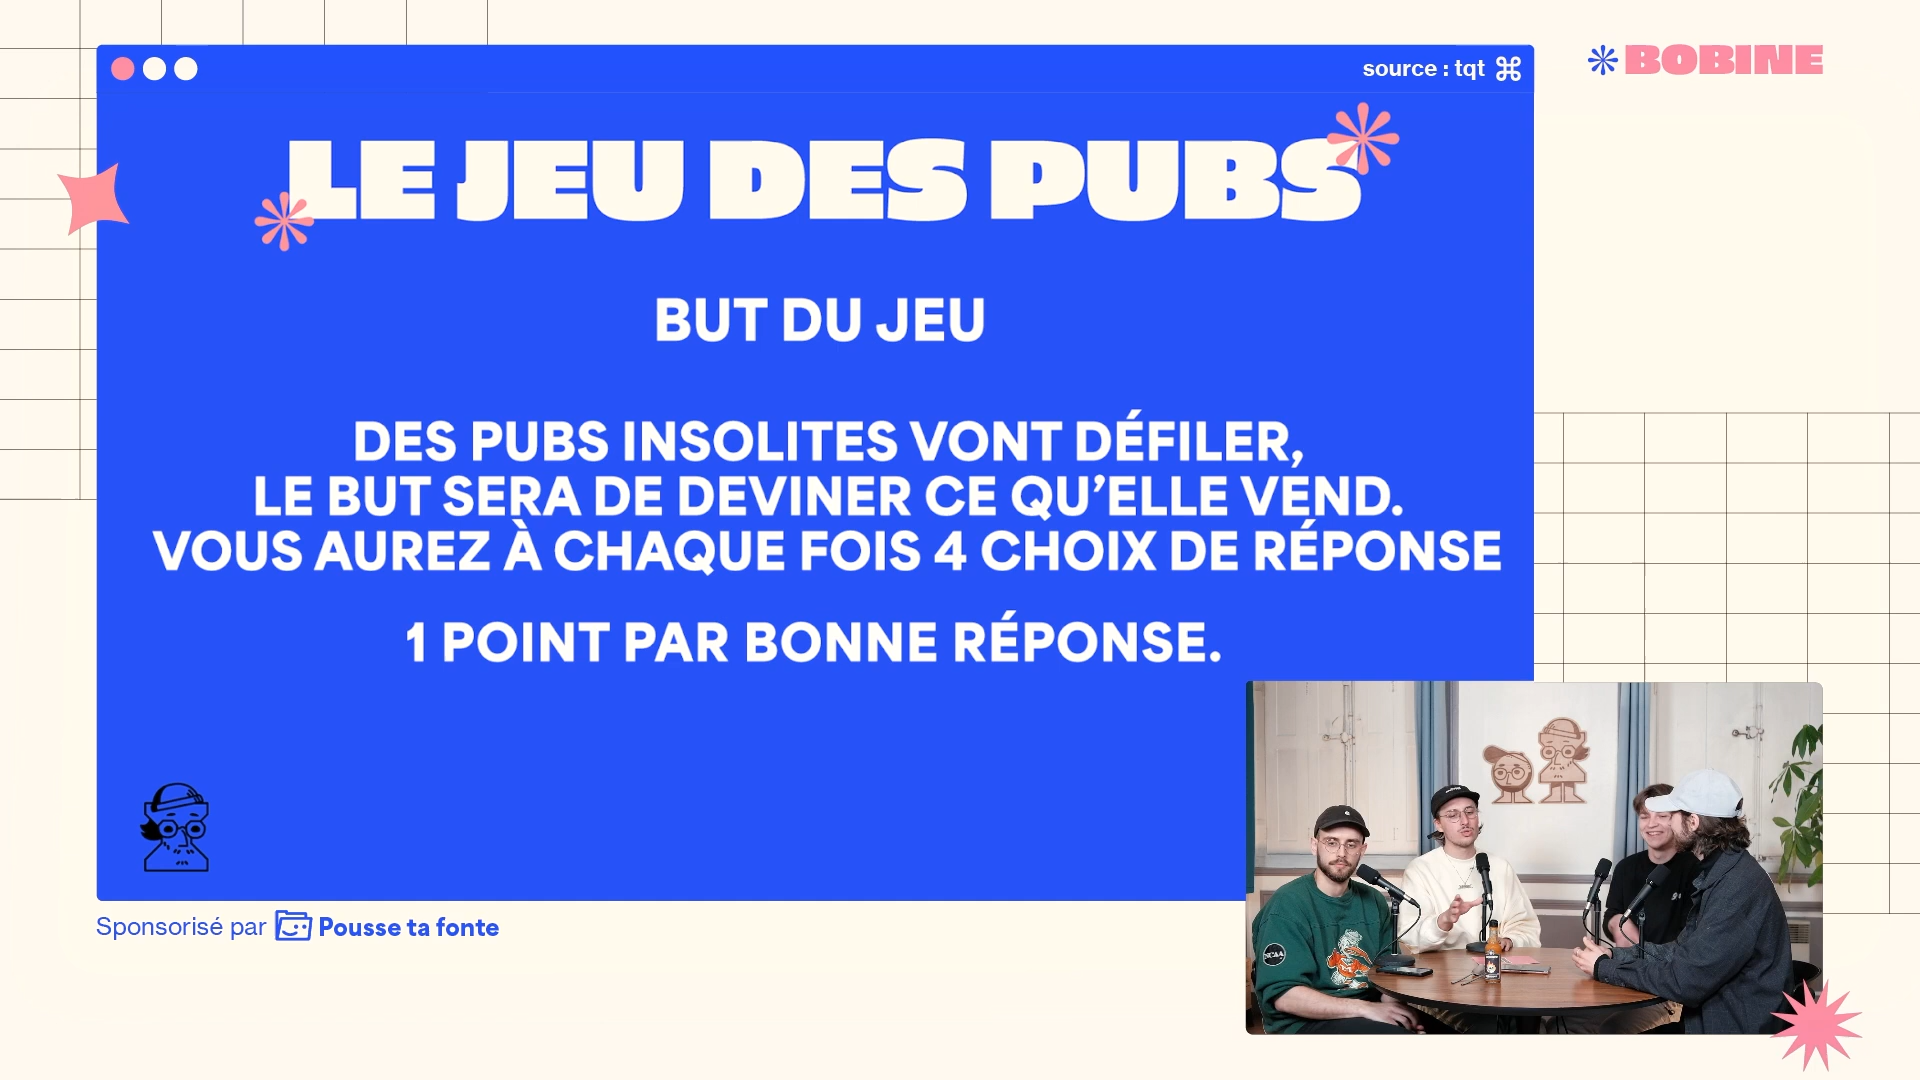 source : tqt
BOBINE
LE JEU DES PUBS
BUT DU JEU
DES PUBS INSOLITES VONT DÉFILER,
LE BUT SERA DE DEVINER CE QU’ELLE VEND.
VOUS AUREZ À CHAQUE FOIS 4 CHOIX DE RÉPONSE
1 POINT PAR BONNE RÉPONSE.
Sponsorisé par Pousse ta fonte
NCAA